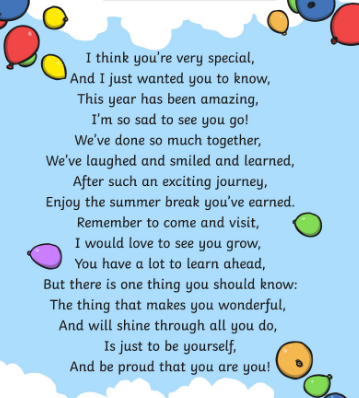 I think you're very special,
And I just wanted you to know,
This year has been amazing,
I'm so sad to see you go!
We've done so much together,
We've laughed and smiled and learned,
After such an exciting journey,
Enjoy the summer break you've earned.
Remember to come and visit,
I would love to see you grow,
You have a lot to learn ahead,
But there is one thing you should know:
The thing that makes you wonderful,
And will shine through all you do,
Is just to be yourself,
And be proud that you are you!